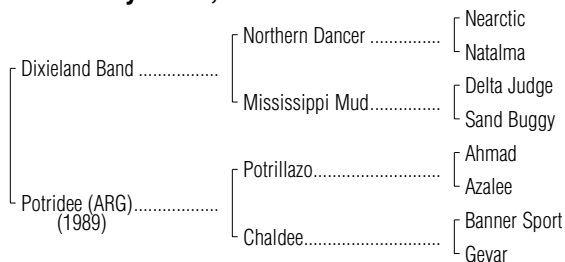 Nearctic
Northern Dancer ...............
Natalma
Dixieland Band .................
Delta Judge
Mississippi Mud...............
Sand Buggy
Ahmad
Potrillazo..........................
Azalee
Potridee (ARG)..................
(1989)
Banner Sport
Chaldee............................
Gevar